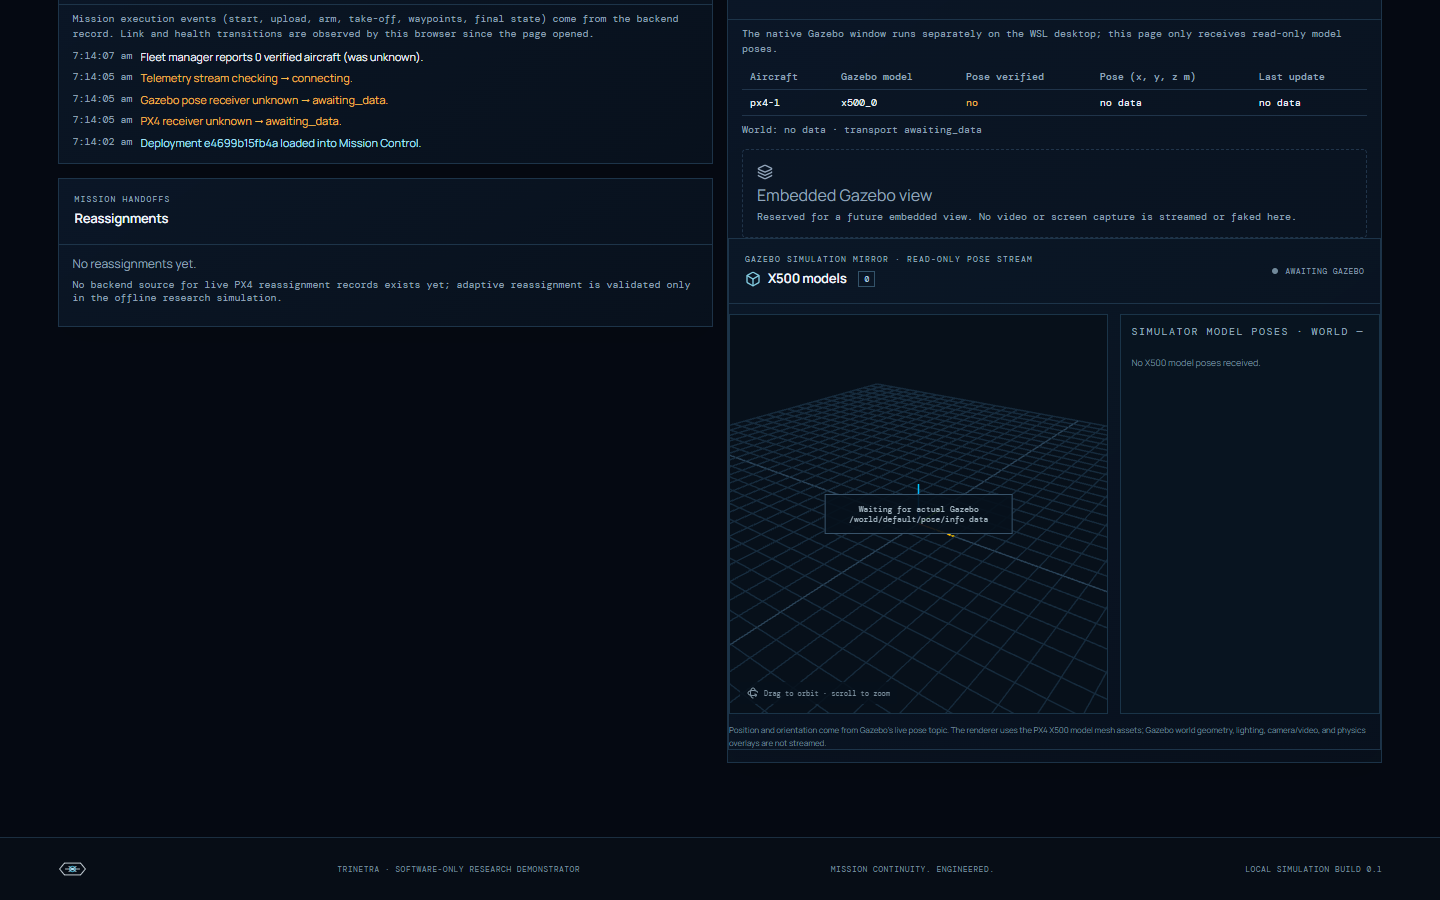 Mission execution events (start, upload, arm, take-off, waypoints, final state) come from the backend
record. Link and health transitions are observed by this browser since the page opened.
7:14:07 am Fleet manager reports 0 verified aircraft (was unknown).
7:14:05 am Telemetry stream checking → connecting.
7:14:05 am Gazebo pose receiver unknown → awaiting_data.
7:14:05 am PX4 receiver unknown → awaiting_data.
7:14:02 am Deployment e4699b15fb4a loaded into Mission Control.
MISSION HANDOFFS
Reassignments
No reassignments yet.
No backend source for live PX4 reassignment records exists yet; adaptive reassignment is validated only
in the offline research simulation.
The native Gazebo window runs separately on the WSL desktop; this page only receives read-only model
poses.
Aircraft Gazebo model Pose verified Pose (x, y, z m) Last update
px4-1 x500_0 no no data no data
World: no data · transport awaiting_data
Embedded Gazebo view
Reserved for a future embedded view. No video or screen capture is streamed or faked here.
GAZEBO SIMULATION MIRROR · READ-ONLY POSE STREAM
X500 models 0
AWAITING GAZEBO
Waiting for actual Gazebo
/world/default/pose/info data
Drag to orbit · scroll to zoom
SIMULATOR MODEL POSES · WORLD —
No X500 model poses received.
Position and orientation come from Gazebo's live pose topic. The renderer uses the PX4 X500 model mesh assets; Gazebo world geometry, lighting, camera/video, and physics
overlays are not streamed.
TRINETRA · SOFTWARE-ONLY RESEARCH DEMONSTRATOR
MISSION CONTINUITY. ENGINEERED.
LOCAL SIMULATION BUILD 0.1